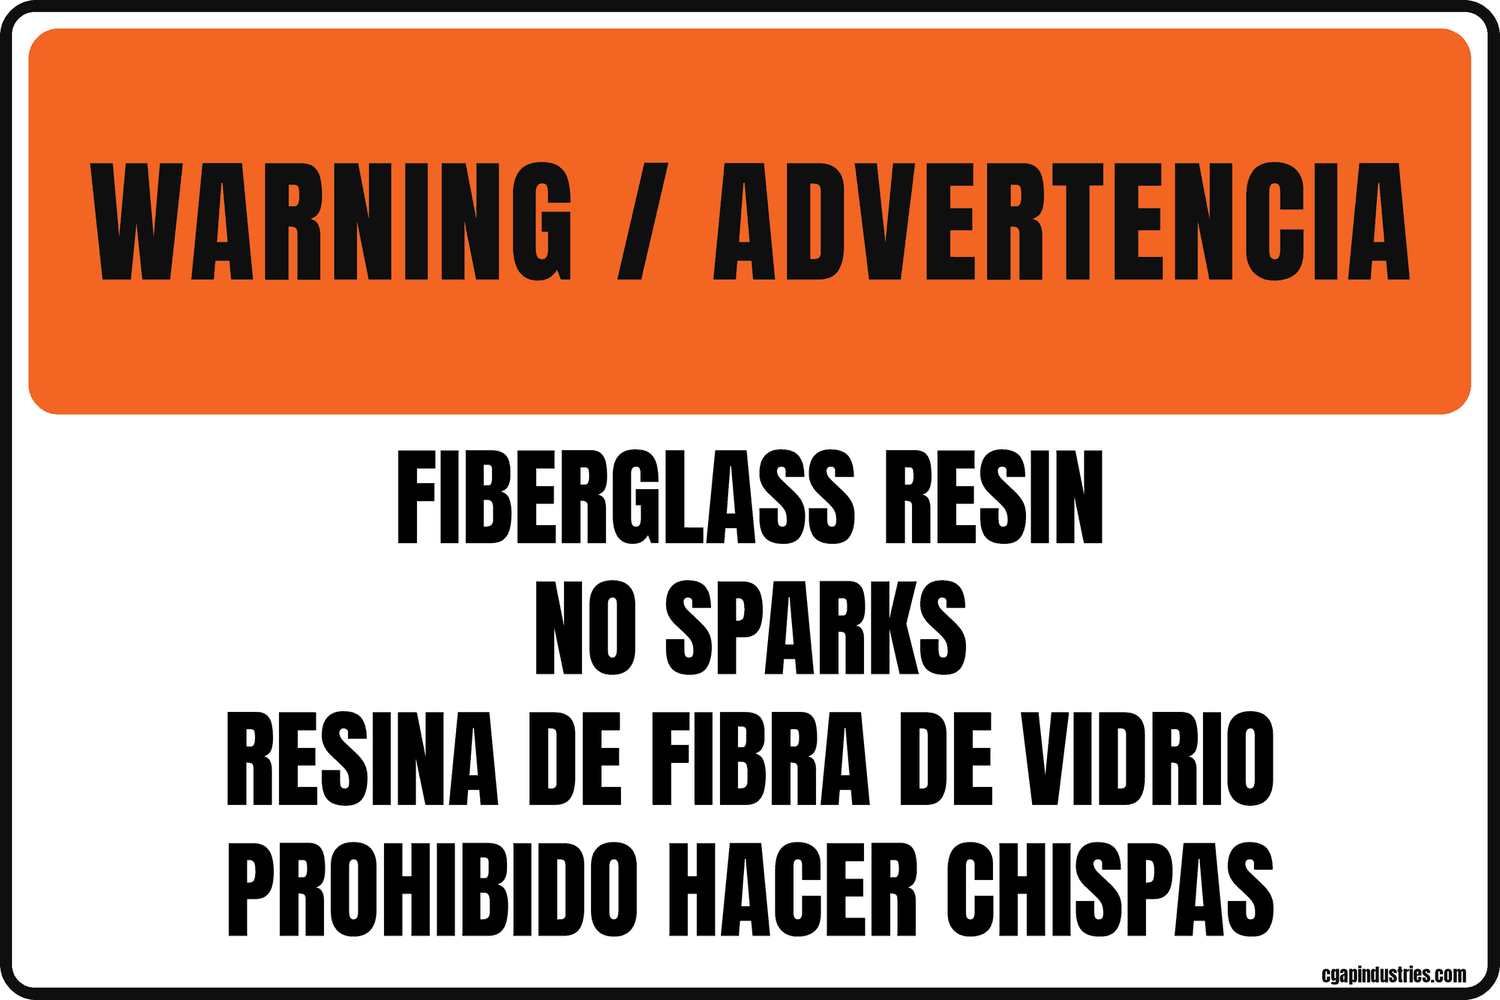 WARNING / ADVERTENCIA
FIBERGLASS RESIN
NO SPARKS
RESINA DE FIBRA DE VIDRIO
PROHIBIDO HACER CHISPAS
cgapindustries.com